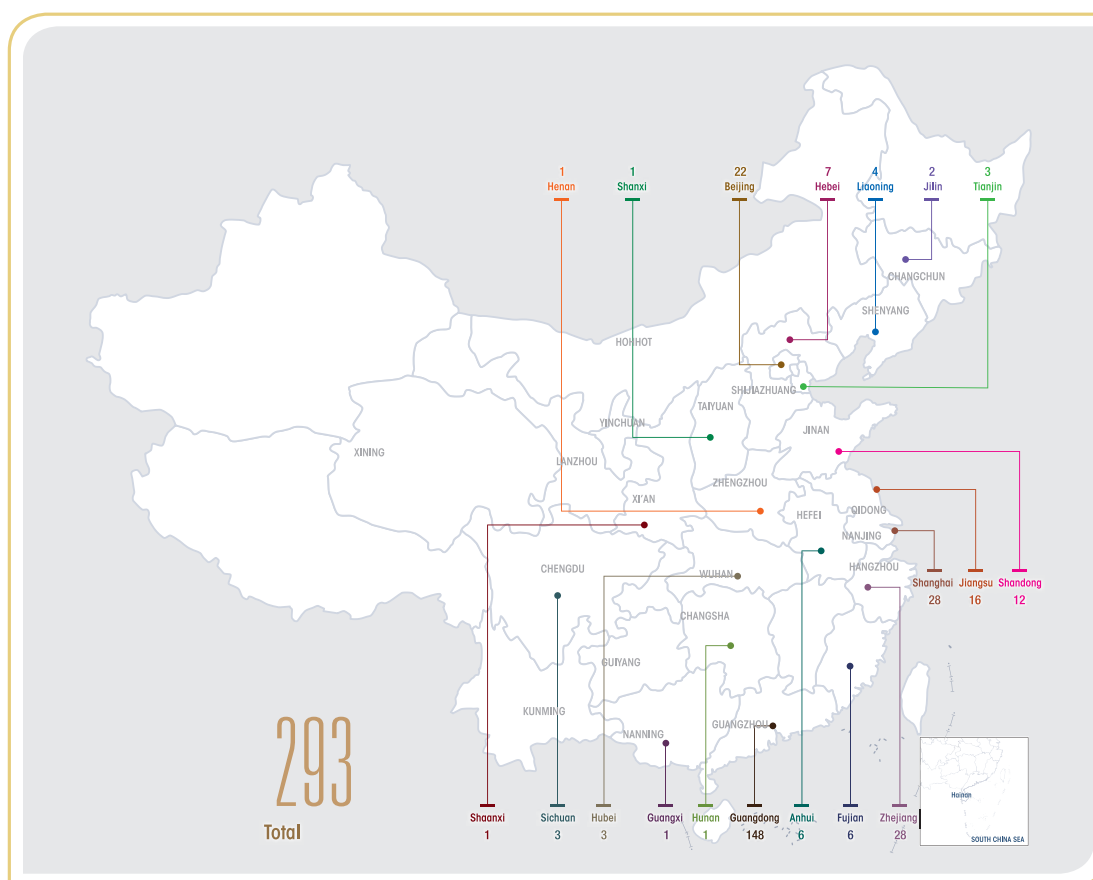 1
Henan
1
Shanxi
22
Beijing
7
Hebei
4
Liaoning
2
Jilin
3
Tianjin
CHANGCHUN
SHENYANG
HOHHOT
SHIJIAZHUANG
TAIYUAN
YINCHUAN
JINAN
XINING
LANZHOU
ZHENGZHOU
XI'AN
HEFEI
QIDONG
NANJING
HANGZHOU
CHENGDU
WUHAN
Shanghai
28
Jiangsu
16
Shandong
12
CHANGSHA
GUIYANG
KUNMING
NANNING
GUANGZHOU
293
Total
Shaanxi
1
Sichuan
3
Hubei
3
Guangxi
1
Hunan
1
Guangdong
148
Anhui
6
Fujian
6
Zhejiang
28
Hainan
SOUTH CHINA SEA